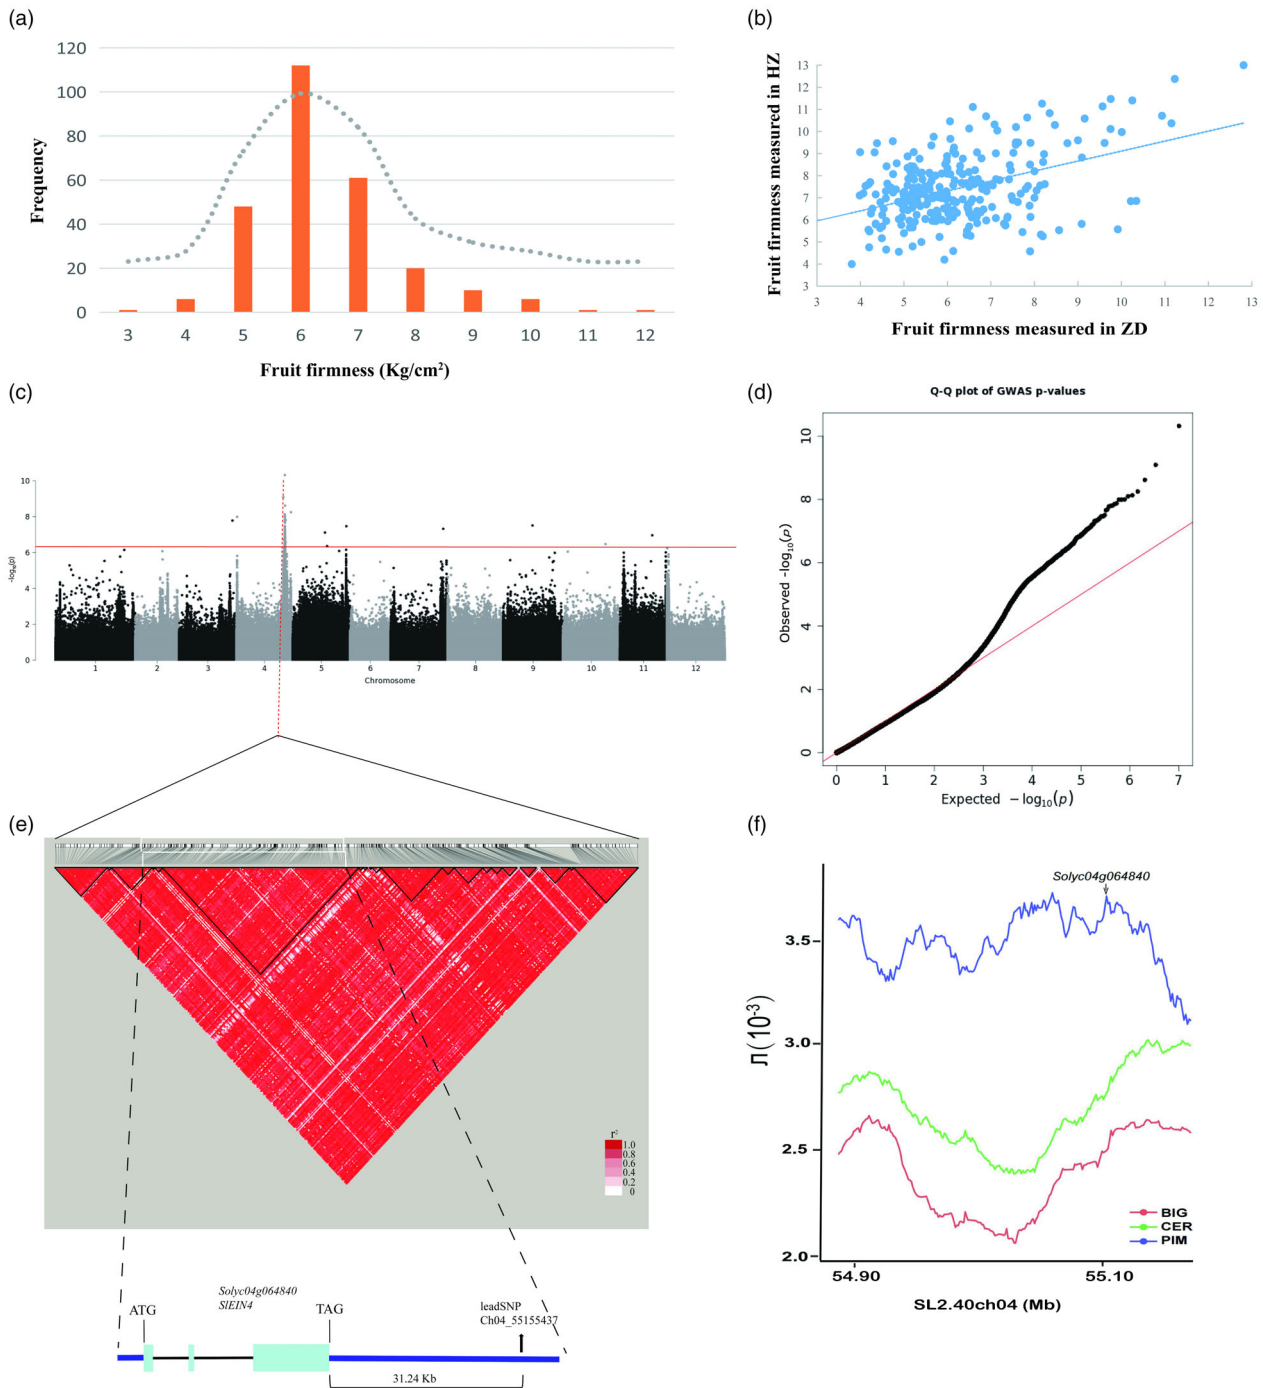 (a)
120
100
80
60
40
20
0
Frequency
3 4 5 6 7 8 9 10 11 12
Fruit firmness (Kg/cm²)
(b)
13
12
11
10
9
8
7
6
5
4
3
Fruit firmness measured in HZ
3 4 5 6 7 8 9 10 11 12 13
Fruit firmness measured in ZD
(c)
10
8
6
4
2
0
-log₁₀(p)
1 2 3 4 5 6 7 8 9 10 11 12
Chromosome
(d)
Q-Q plot of GWAS p-values
10
8
6
4
2
0
Observed -log₁₀(p)
0 1 2 3 4 5 6 7
Expected -log₁₀(p)
(e)
r²
1.0
0.8
0.6
0.4
0.2
0
Solyc04g064840
SlEIN4
ATG
TAG
leadSNP
Ch04_55155437
31.24 Kb
(f)
Solyc04g064840
3.5
3.0
2.5
2.0
π(10⁻³)
BIG
CER
PIM
54.90 55.10
SL2.40ch04 (Mb)